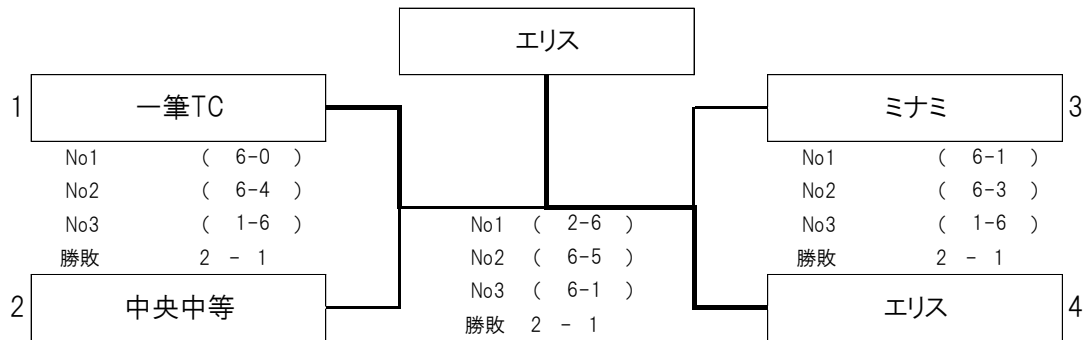 エリス
1 一筆TC
No1 ( 6-0 )
No2 ( 6-4 )
No3 ( 1-6 )
勝敗 2 - 1
2 中央中等
No1 ( 2-6 )
No2 ( 6-5 )
No3 ( 6-1 )
勝敗 2 - 1
ミナミ 3
No1 ( 6-1 )
No2 ( 6-3 )
No3 ( 1-6 )
勝敗 2 - 1
エリス 4